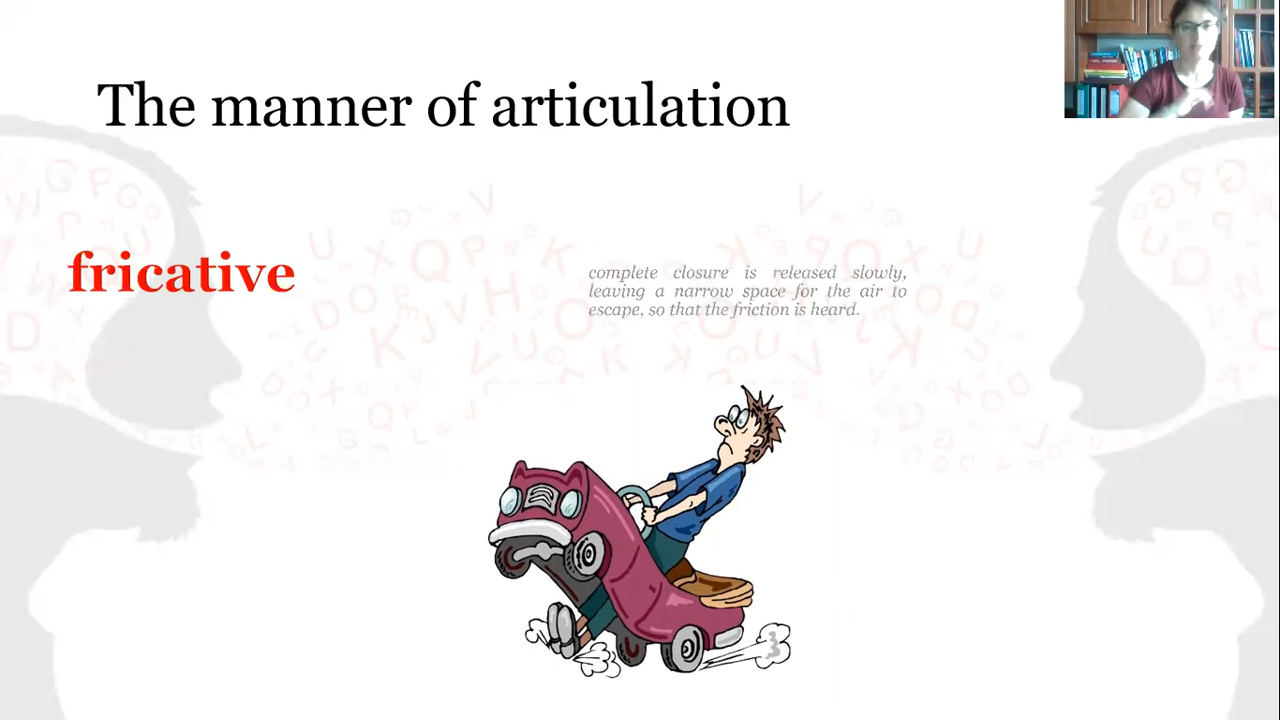 The manner of articulation
fricative
complete closure is released slowly,
leaving a narrow space for the air to
escape, so that the friction is heard.